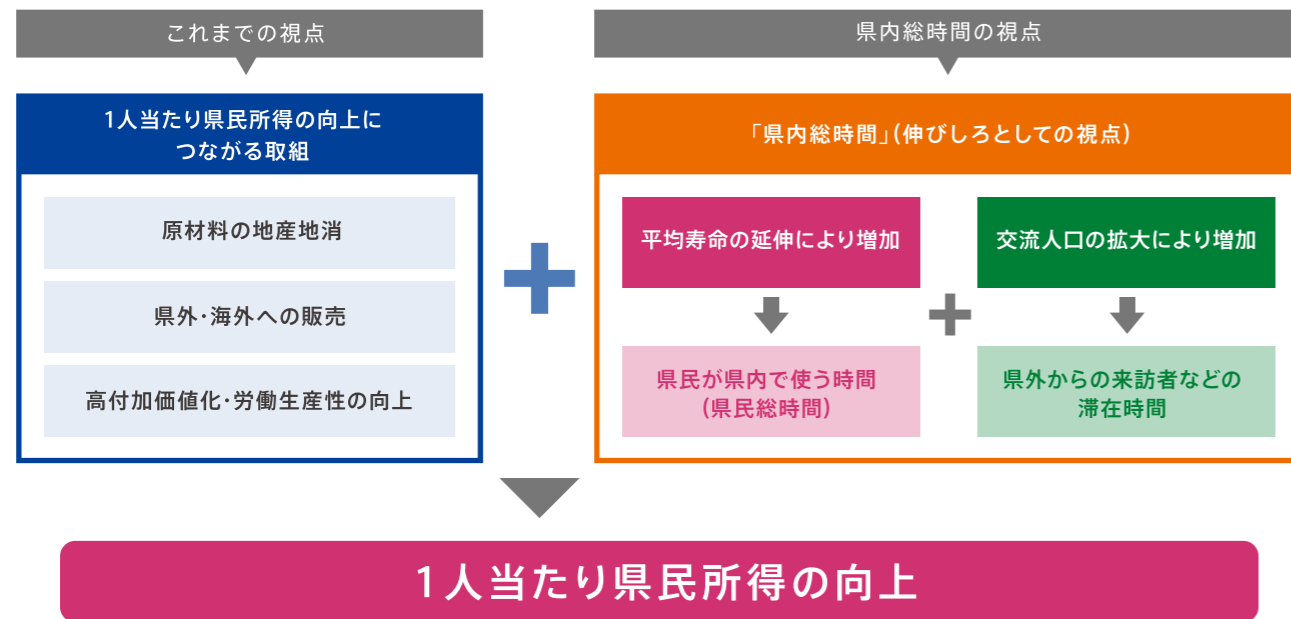 これまでの視点
県内総時間の視点
1人当たり県民所得の向上に
つながる取組
原材料の地産地消
県外・海外への販売
高付加価値化・労働生産性の向上
「県内総時間」(伸びしろとしての視点)
平均寿命の延伸により増加
交流人口の拡大により増加
県民が県内で使う時間
(県民総時間)
県外からの来訪者などの
滞在時間
1人当たり県民所得の向上